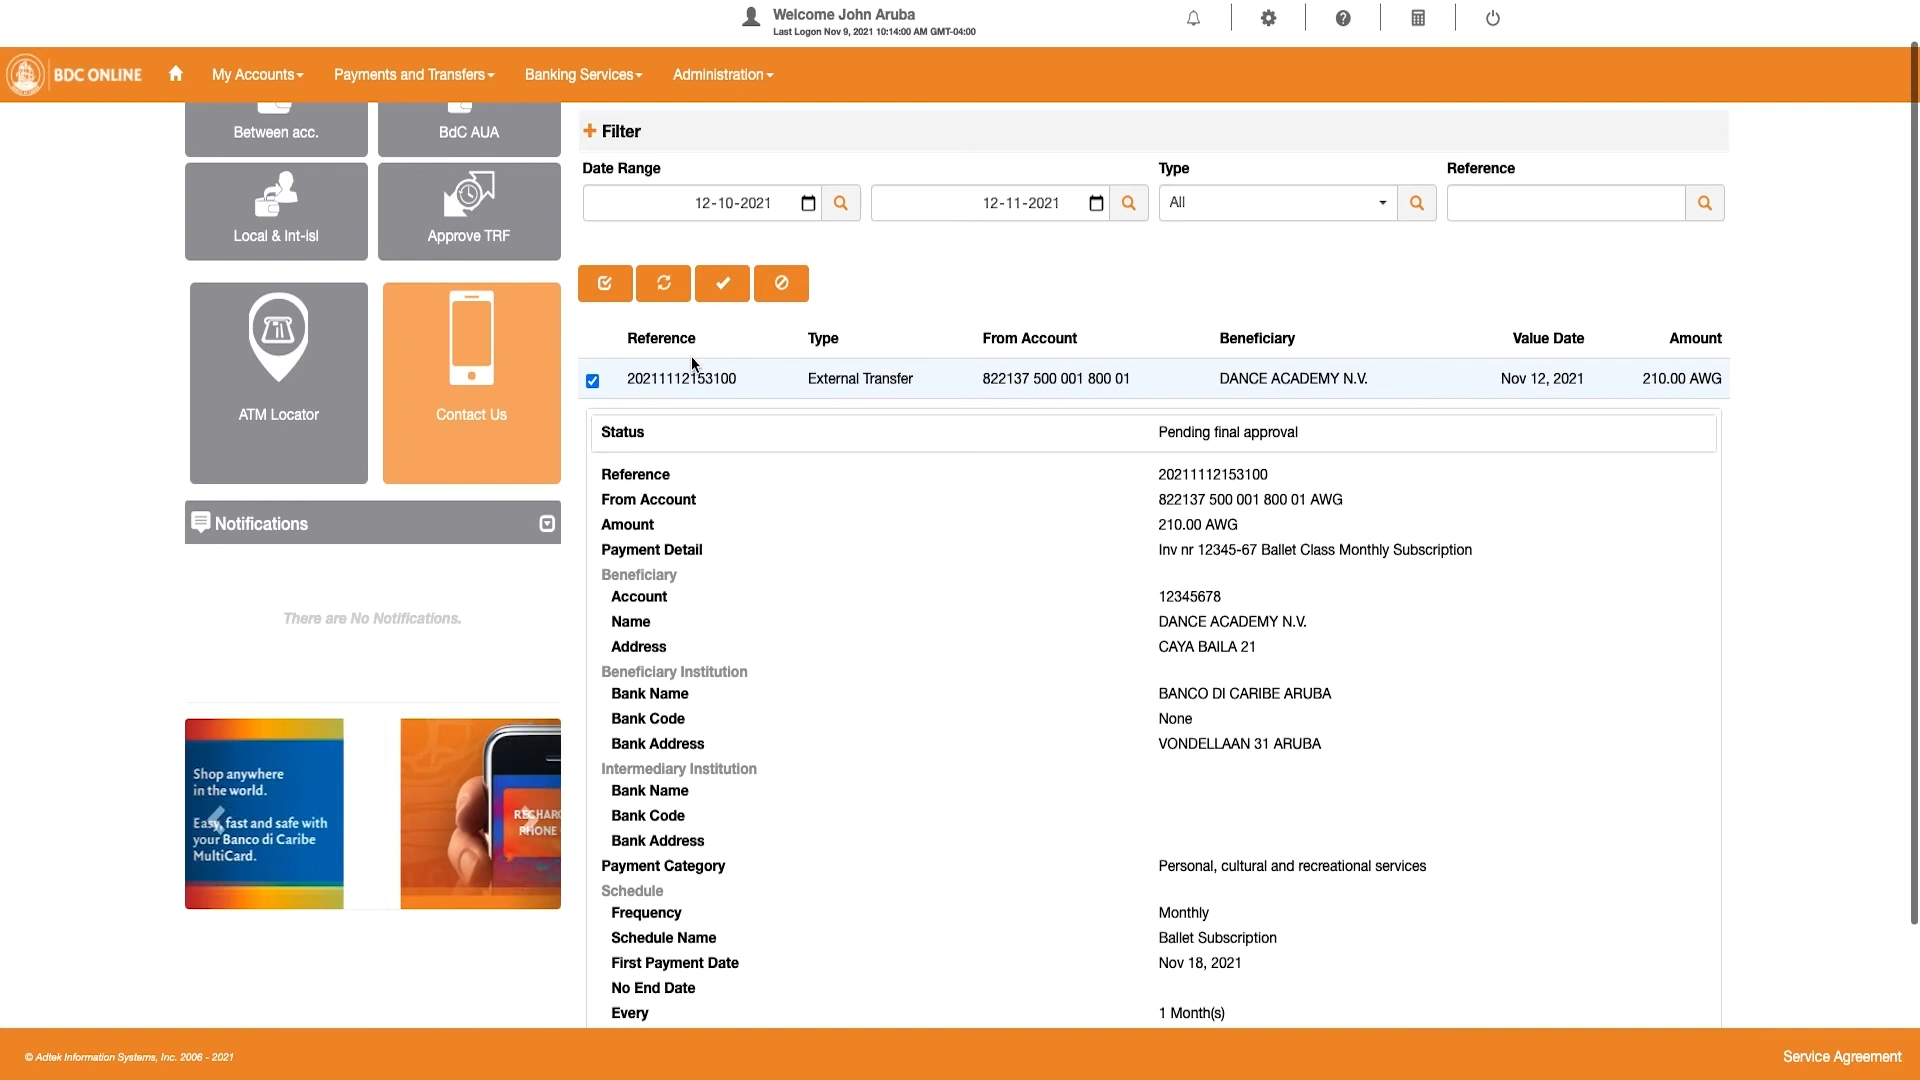 Welcome John Aruba
Last Logon Nov 9, 2021 10:14:00 AM GMT-04:00
BDC ONLINE
My Accounts
Payments and Transfers
Banking Services
Administration
Between acc.
BdC AUA
Local & Int-isl
Approve TRF
ATM Locator
Contact Us
Notifications
There are No Notifications.
Shop anywhere
in the world.
Easy, fast and safe with
your Banco di Caribe
MultiCard.
PHONE
+ Filter
Date Range
Type
Reference
12-10-2021
12-11-2021
All
Reference Type From Account Beneficiary Value Date Amount
20211112153100 External Transfer 822137 500 001 800 01 DANCE ACADEMY N.V. Nov 12, 2021 210.00 AWG
Status Pending final approval
Reference 20211112153100
From Account 822137 500 001 800 01 AWG
Amount 210.00 AWG
Payment Detail Inv nr 12345-67 Ballet Class Monthly Subscription
Beneficiary
Account 12345678
Name DANCE ACADEMY N.V.
Address CAYA BAILA 21
Beneficiary Institution
Bank Name BANCO DI CARIBE ARUBA
Bank Code None
Bank Address VONDELLAAN 31 ARUBA
Intermediary Institution
Bank Name
Bank Code
Bank Address
Payment Category Personal, cultural and recreational services
Schedule
Frequency Monthly
Schedule Name Ballet Subscription
First Payment Date Nov 18, 2021
No End Date
Every 1 Month(s)
© Adtek Information Systems, Inc. 2006 - 2021
Service Agreement